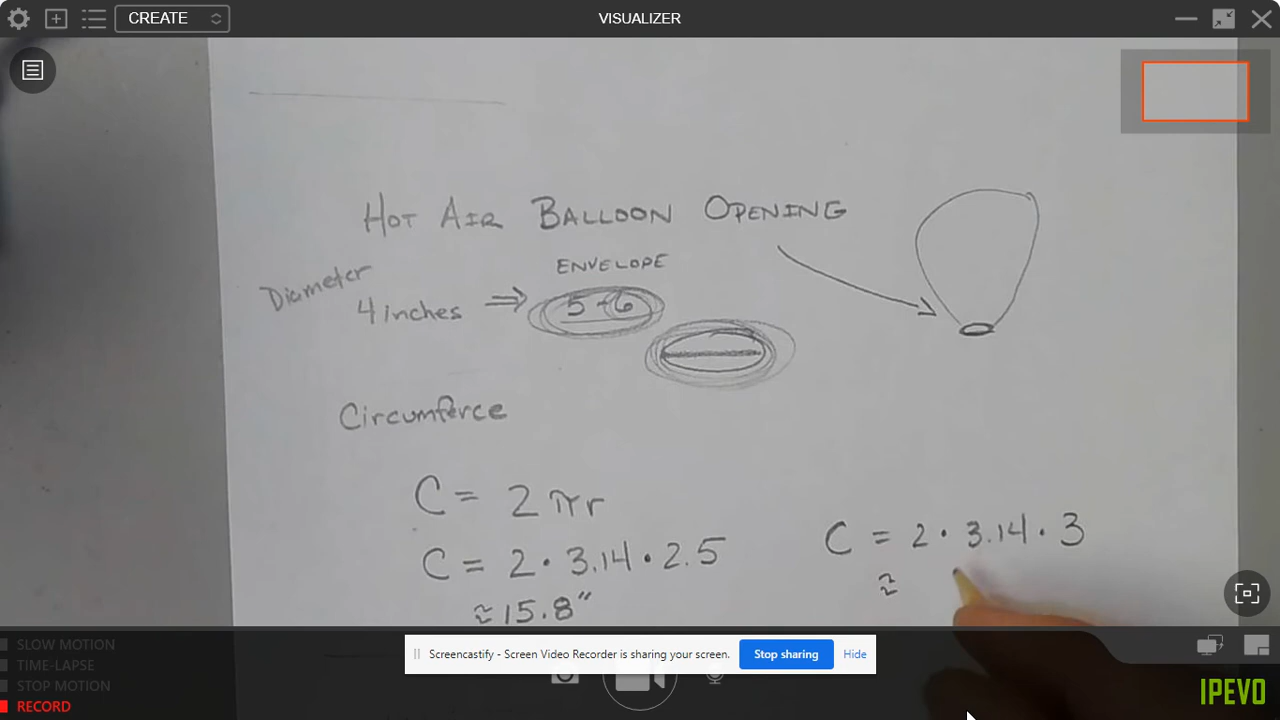 CREATE
VISUALIZER
HOT AIR BALLOON OPENING
ENVELOPE
Diameter
4 inches ⇒ 5-6
Circumferce
C = 2πr
C = 2·3.14·2.5
≈15.8"
C = 2·3.14·3
≈
SLOW MOTION
TIME-LAPSE
STOP MOTION
RECORD
Screencastify - Screen Video Recorder is sharing your screen.
Stop sharing
Hide
IPEVO